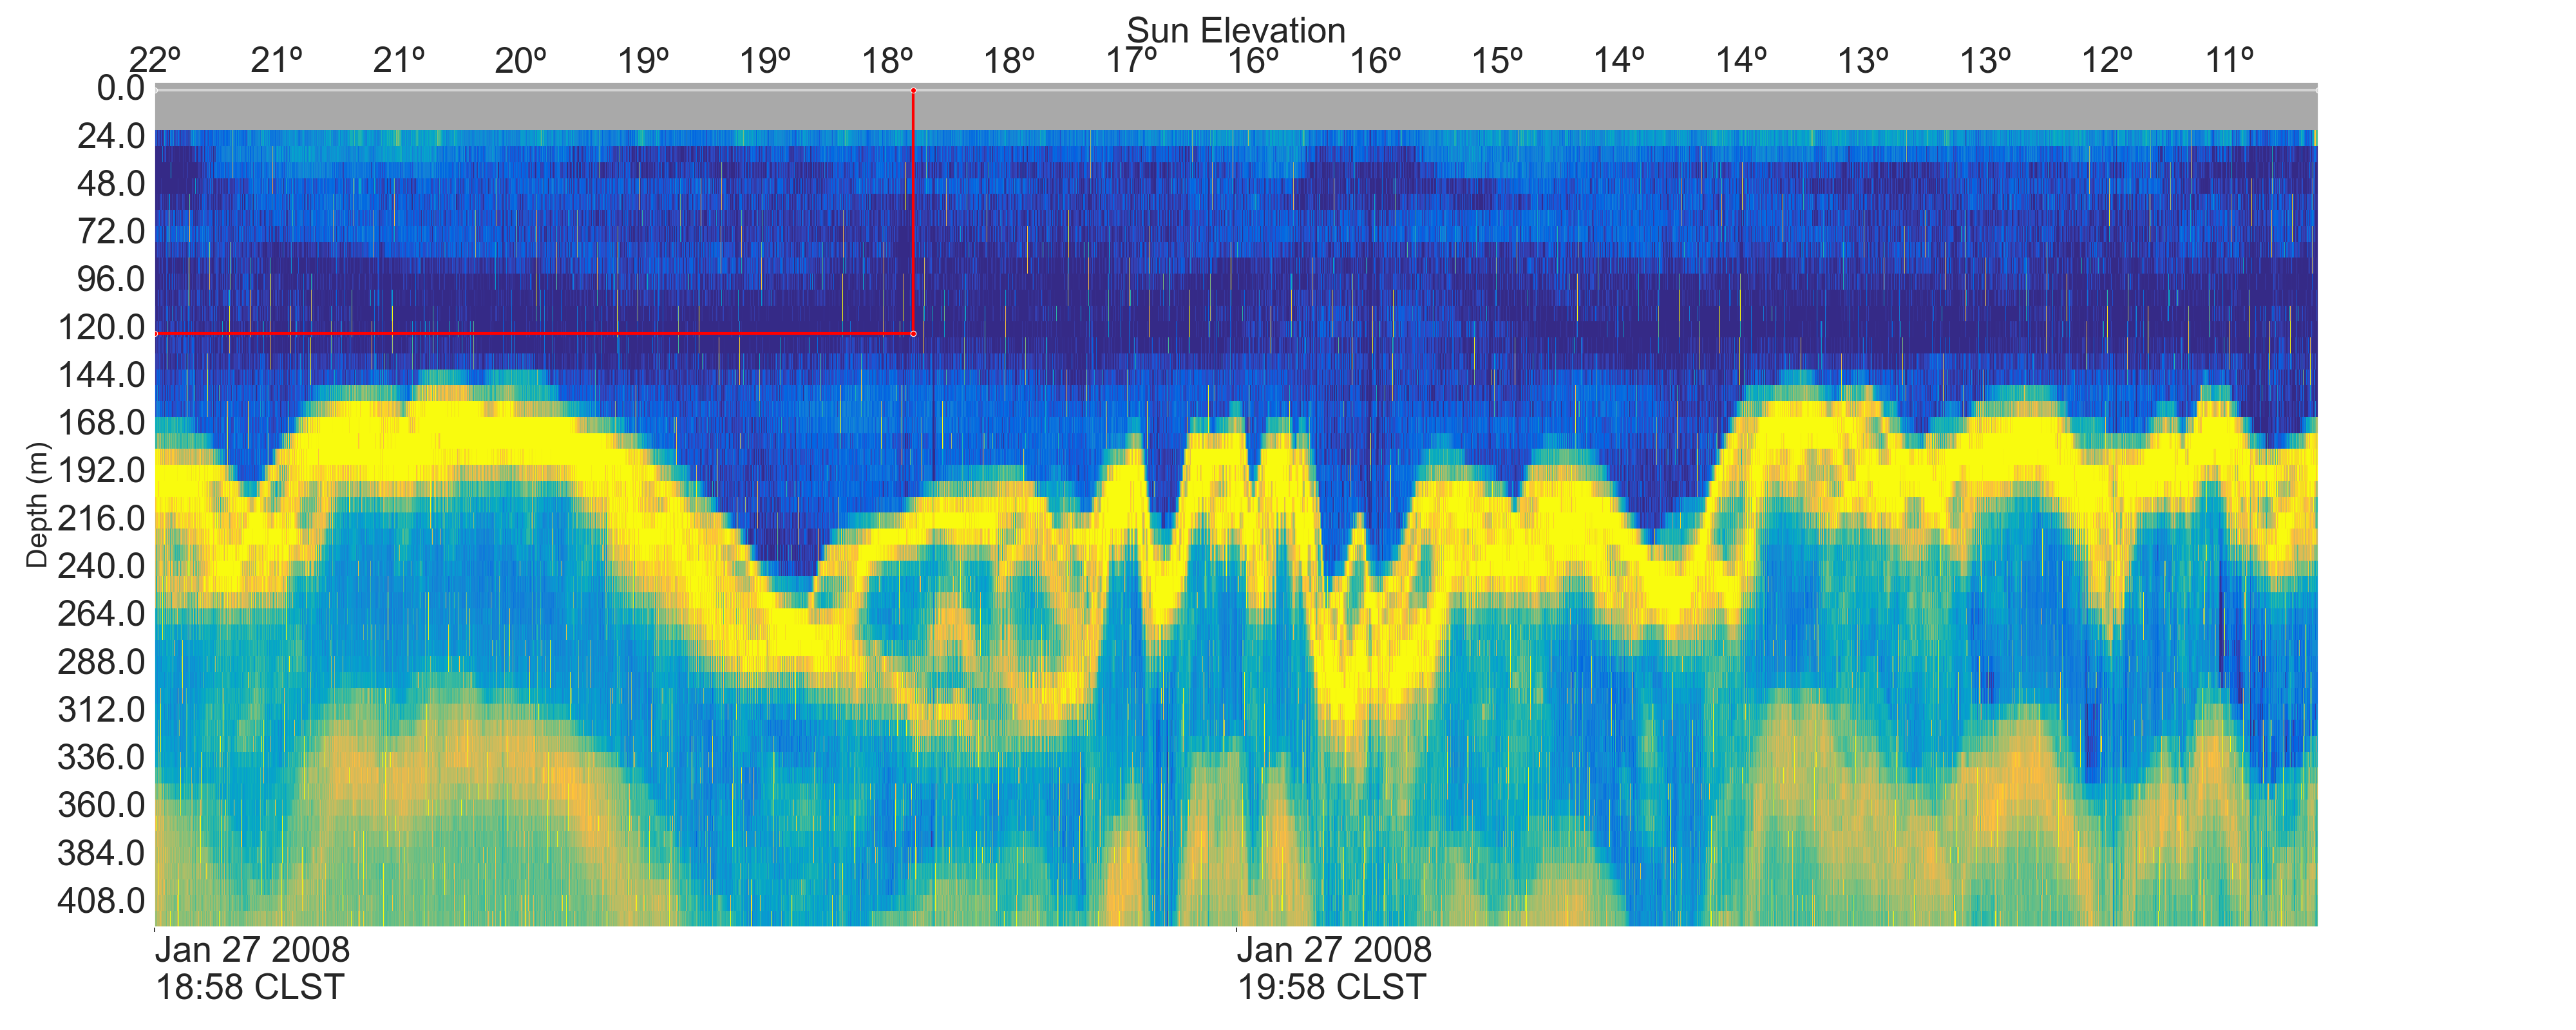 Sun Elevation
22º 21º 21º 20º 19º 19º 18º 18º 17º 16º 16º 15º 14º 14º 13º 13º 12º 11º
0.0
24.0
48.0
72.0
96.0
120.0
144.0
168.0
192.0
216.0
240.0
264.0
288.0
312.0
336.0
360.0
384.0
408.0
Depth (m)
Jan 27 2008
18:58 CLST
Jan 27 2008
19:58 CLST